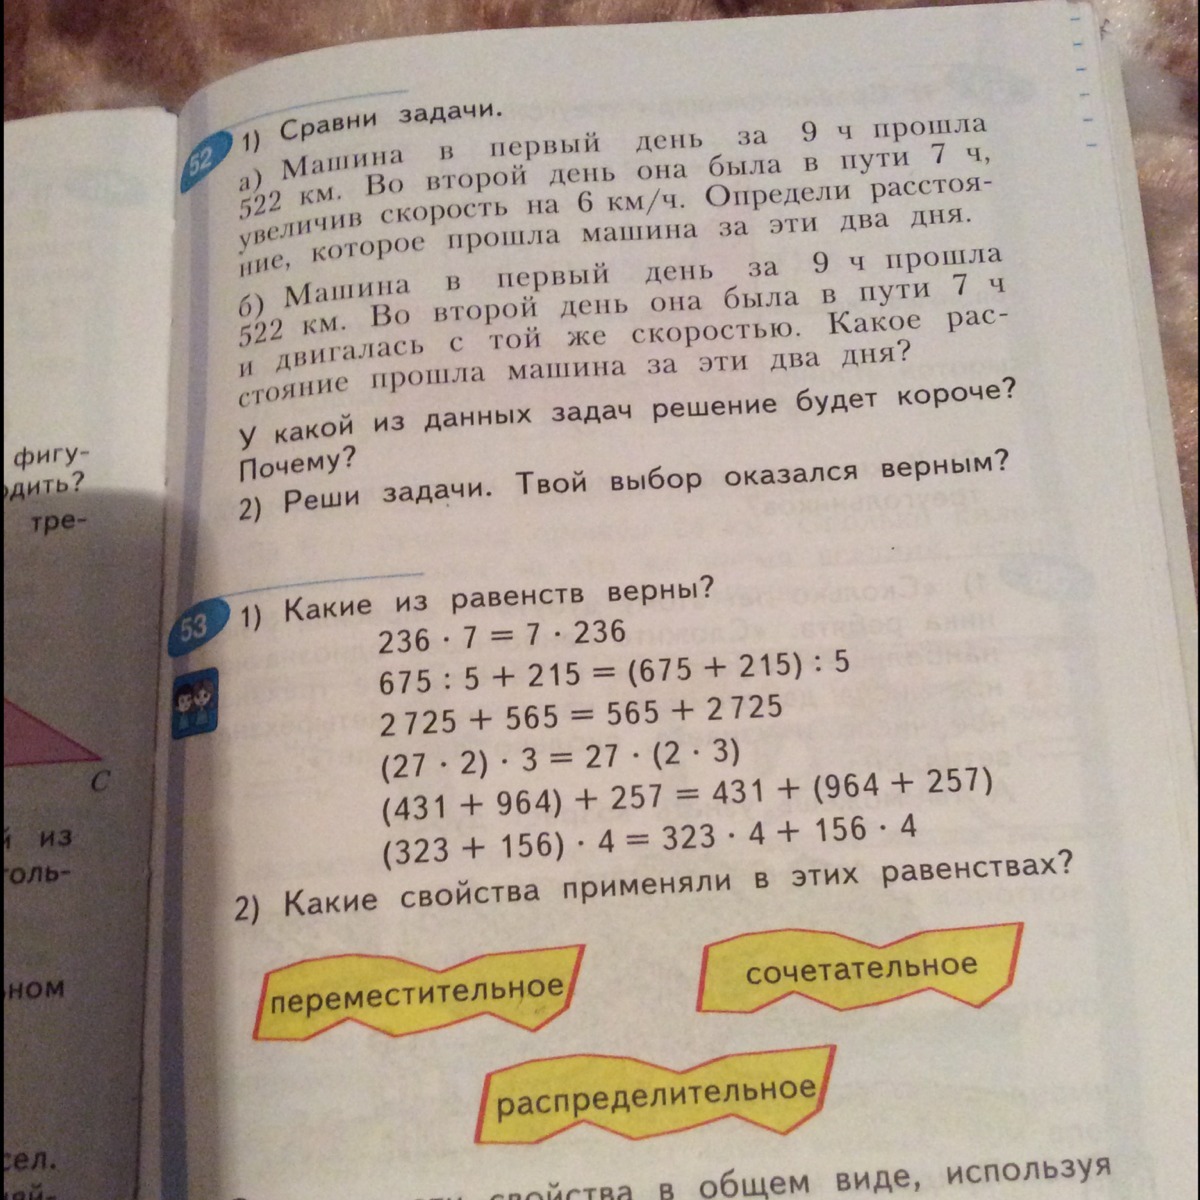 фигу-
одить?
тре-
C
из
голь-
ном
сел.
52 1) Сравни задачи.
а) Машина в первый день за 9 ч прошла
522 км. Во второй день она была в пути 7 ч,
увеличив скорость на 6 км/ч. Определи расстоя-
ние, которое прошла машина за эти два дня.
б) Машина в первый день за 9 ч прошла
522 км. Во второй день она была в пути 7 ч
и двигалась с той же скоростью. Какое рас-
стояние прошла машина за эти два дня?
У какой из данных задач решение будет короче?
Почему?
2) Реши задачи. Твой выбор оказался верным?
53 1) Какие из равенств верны?
236 · 7 = 7 · 236
675 : 5 + 215 = (675 + 215) : 5
2 725 + 565 = 565 + 2 725
(27 · 2) · 3 = 27 · (2 · 3)
(431 + 964) + 257 = 431 + (964 + 257)
(323 + 156) · 4 = 323 · 4 + 156 · 4
2) Какие свойства применяли в этих равенствах?
переместительное
сочетательное
распределительное
свойства в общем виде, используя